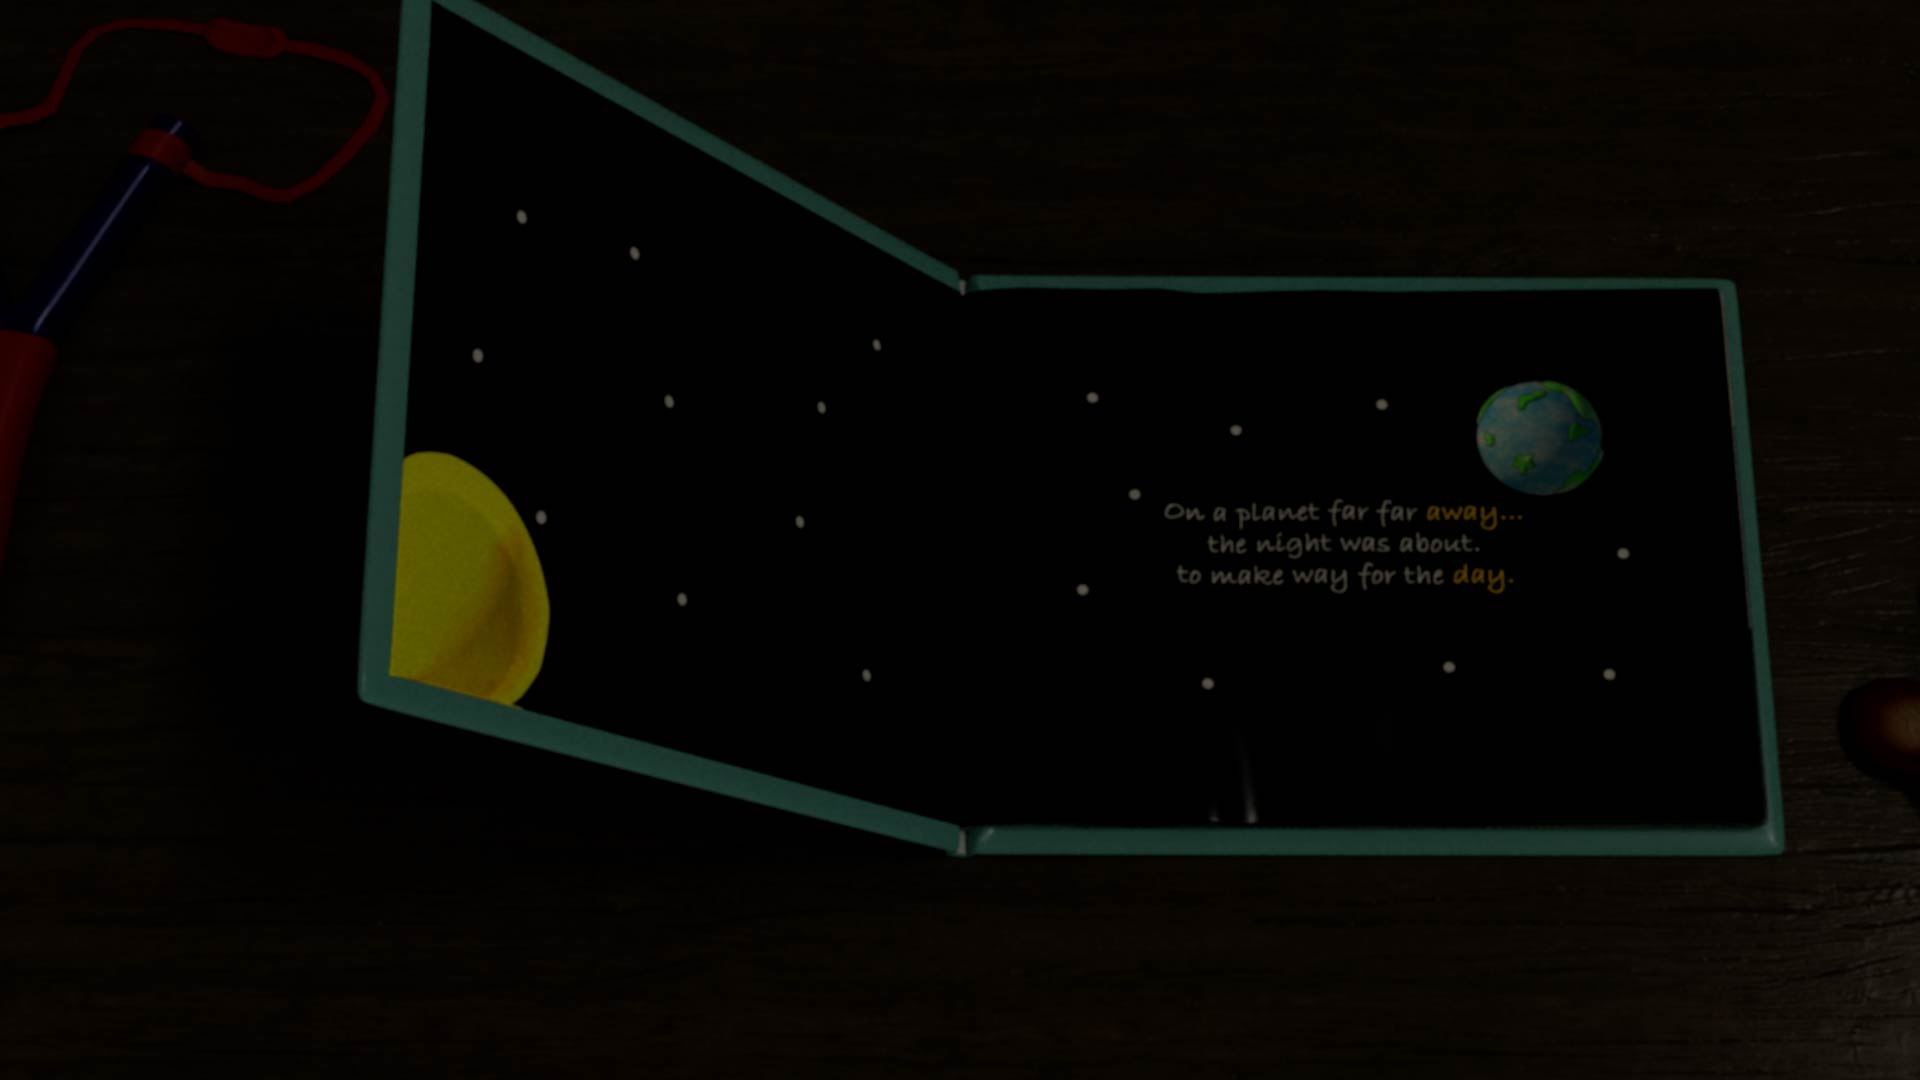 On a planet far far away...
the night was about.
to make way for the day.